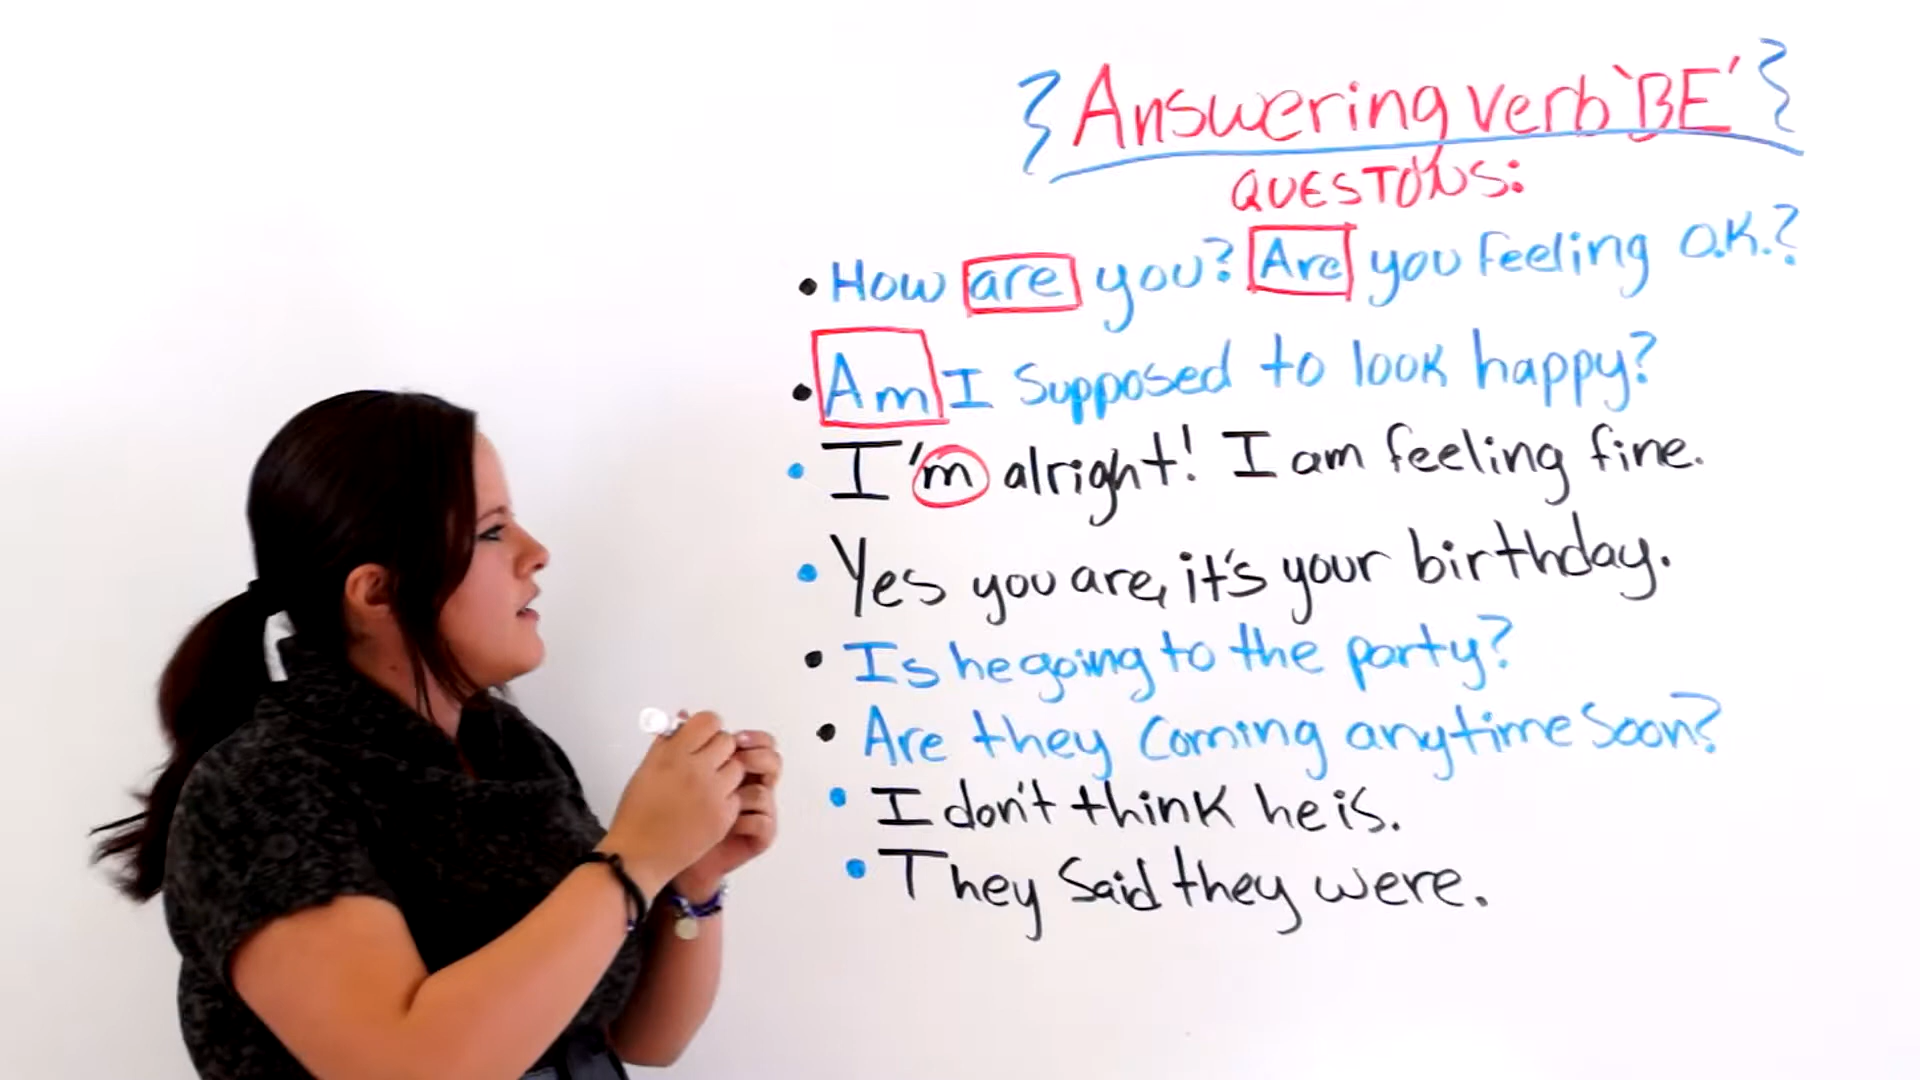 Answering verb 'BE'
QUESTONS:
• How are you? Are you feeling O.K.?
• Am I Supposed to look happy?
• I'm alright! I am feeling fine.
• Yes you are, it's your birthday.
• Is he going to the party?
• Are they Coming anytime Soon?
• I don't think he is.
• They Said they were.